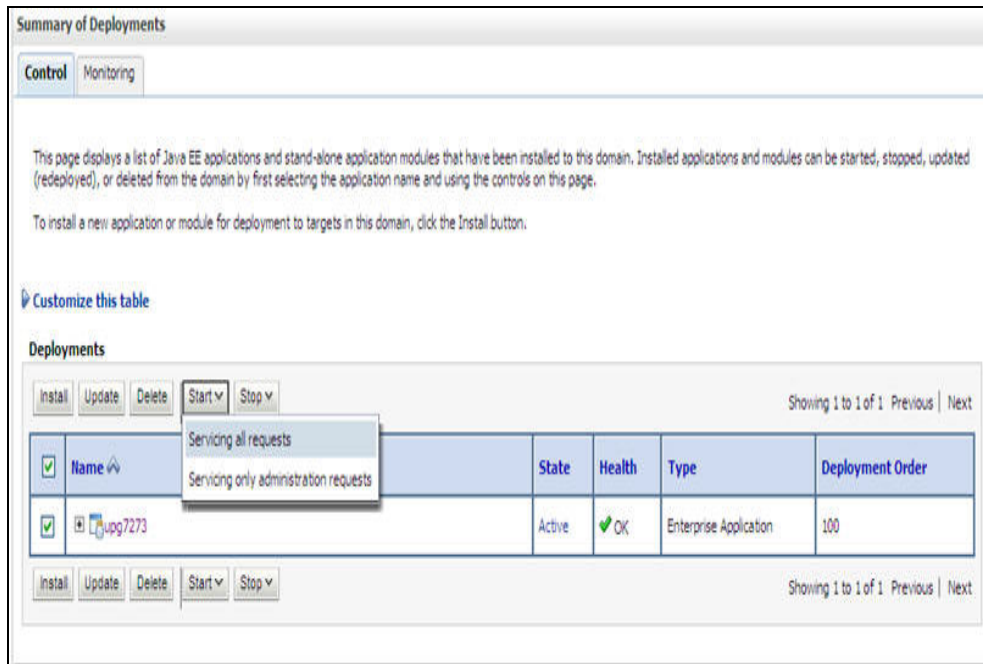 Summary of Deployments
Control Monitoring
This page displays a list of Java EE applications and stand-alone application modules that have been installed to this domain. Installed applications and modules can be started, stopped, updated
(redeployed), or deleted from the domain by first selecting the application name and using the controls on this page.
To install a new application or module for deployment to targets in this domain, click the Install button.
Customize this table
Deployments
Install Update Delete Start Stop Showing 1 to 1 of 1 Previous | Next
Servicing all requests
Servicing only administration requests
Name State Health Type Deployment Order
upg7273 Active OK Enterprise Application 100
Install Update Delete Start Stop Showing 1 to 1 of 1 Previous | Next